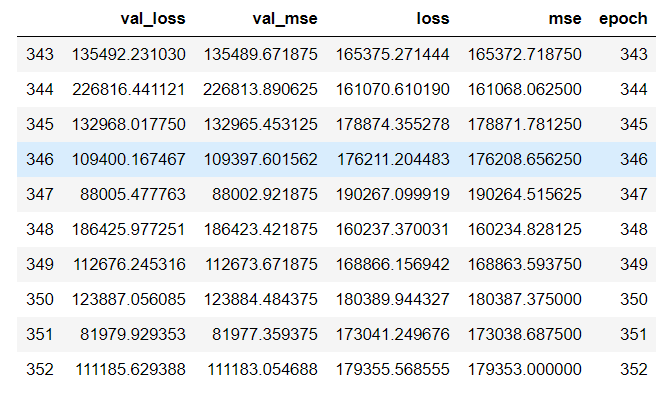 val_loss val_mse loss mse epoch
343 135492.231030 135489.671875 165375.271444 165372.718750 343
344 226816.441121 226813.890625 161070.610190 161068.062500 344
345 132968.017750 132965.453125 178874.355278 178871.781250 345
346 109400.167467 109397.601562 176211.204483 176208.656250 346
347 88005.477763 88002.921875 190267.099919 190264.515625 347
348 186425.977251 186423.421875 160237.370031 160234.828125 348
349 112676.245316 112673.671875 168866.156942 168863.593750 349
350 123887.056085 123884.484375 180389.944327 180387.375000 350
351 81979.929353 81977.359375 173041.249676 173038.687500 351
352 111185.629388 111183.054688 179355.568555 179353.000000 352